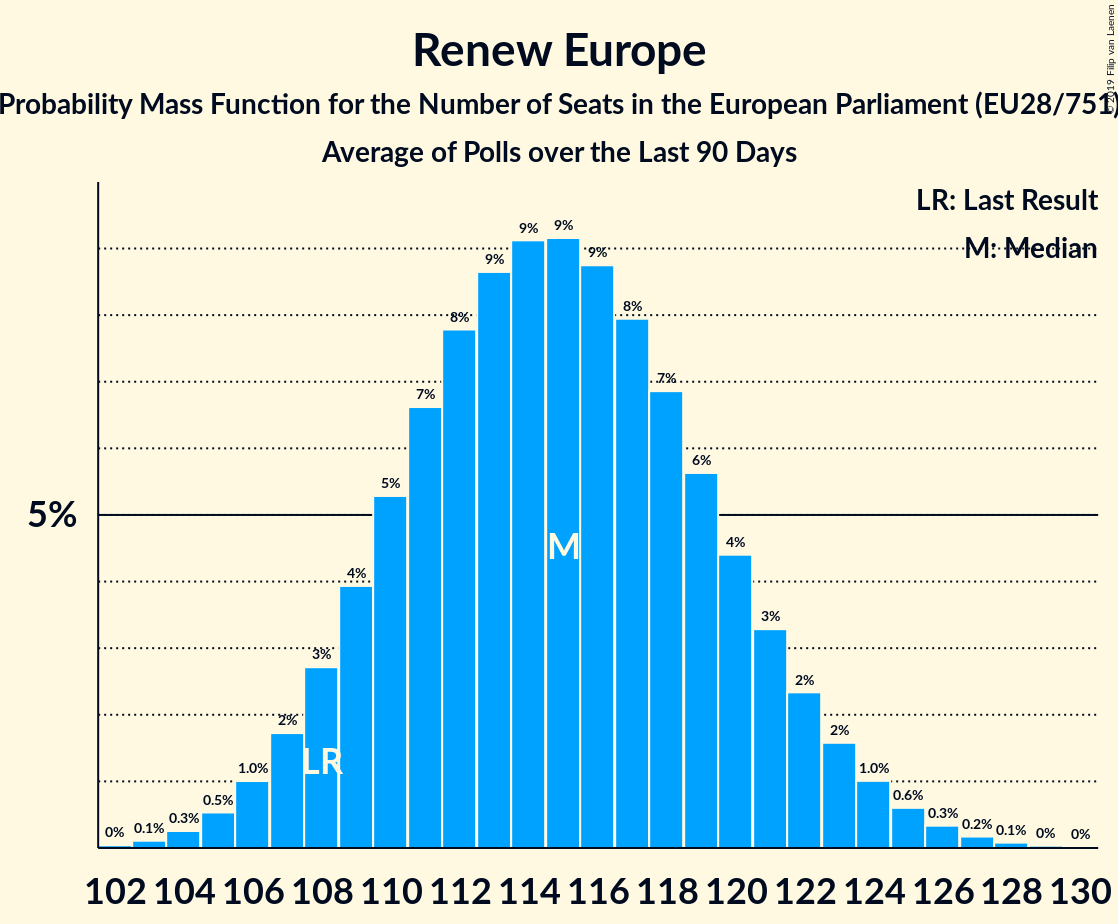 Renew Europe
Probability Mass Function for the Number of Seats in the European Parliament (EU28/751)
Average of Polls over the Last 90 Days
© 2019 Filip van Laenen
LR: Last Result
M: Median
5%
0% 0.1% 0.3% 0.5% 1.0% 2% 3% 4% 5% 7% 8% 9% 9% 9% 9% 8% 7% 6% 4% 3% 2% 2% 1.0% 0.6% 0.3% 0.2% 0.1% 0% 0%
M
LR
102 104 106 108 110 112 114 116 118 120 122 124 126 128 130